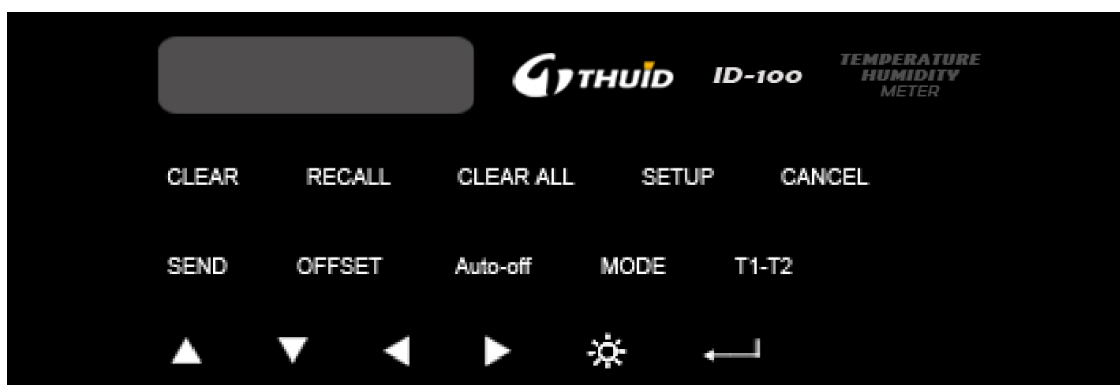 THUID ID-100 TEMPERATURE
HUMIDITY
METER
CLEAR RECALL CLEAR ALL SETUP CANCEL
SEND OFFSET Auto-off MODE T1-T2